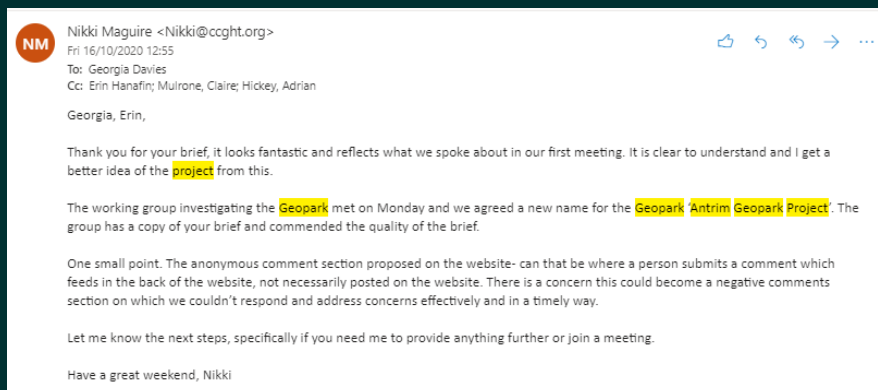 NM
Nikki Maguire <Nikki@ccght.org>
Fri 16/10/2020 12:55
To: Georgia Davies
Cc: Erin Hanafin; Mulrone, Claire; Hickey, Adrian
Georgia, Erin,
Thank you for your brief, it looks fantastic and reflects what we spoke about in our first meeting. It is clear to understand and I get a
better idea of the project from this.
The working group investigating the Geopark met on Monday and we agreed a new name for the Geopark 'Antrim Geopark Project'. The
group has a copy of your brief and commended the quality of the brief.
One small point. The anonymous comment section proposed on the website- can that be where a person submits a comment which
feeds in the back of the website, not necessarily posted on the website. There is a concern this could become a negative comments
section on which we couldn't respond and address concerns effectively and in a timely way.
Let me know the next steps, specifically if you need me to provide anything further or join a meeting.
Have a great weekend, Nikki